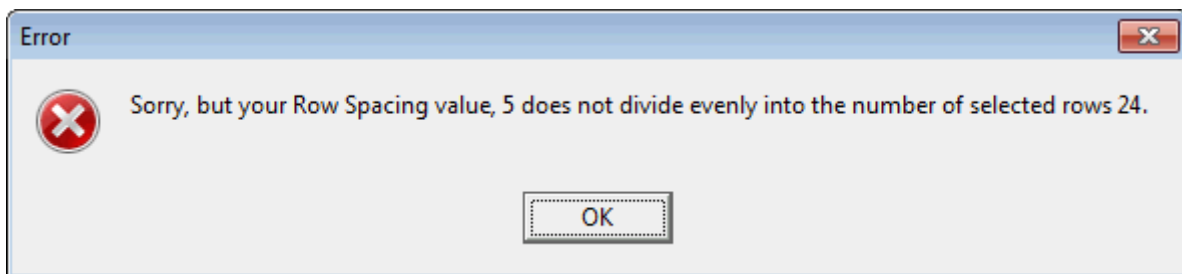 Error
Sorry, but your Row Spacing value, 5 does not divide evenly into the number of selected rows 24.
OK